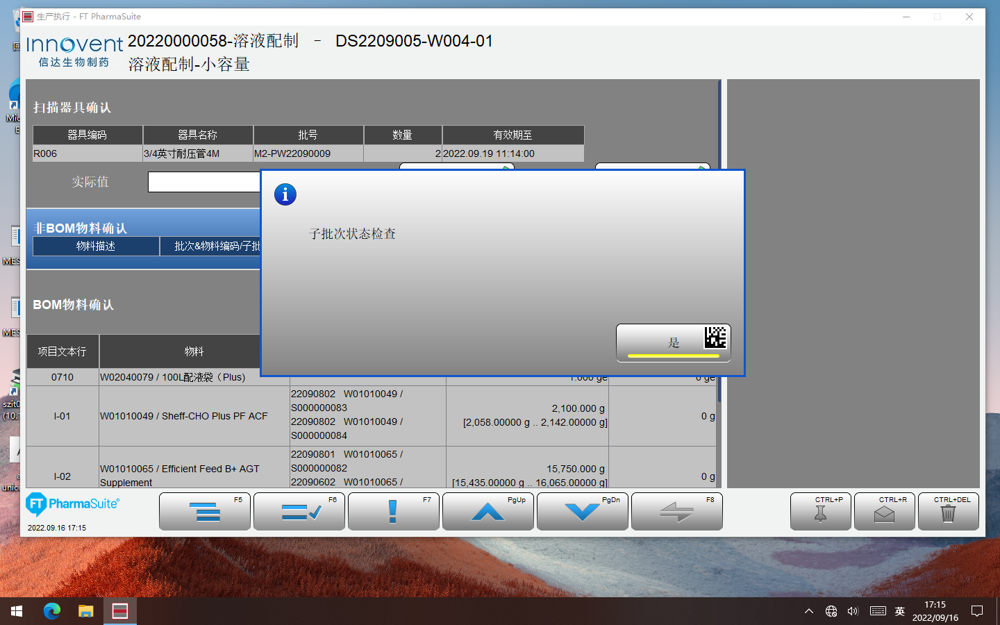 生产执行 - FT PharmaSuite
Innovent
信达生物制药
20220000058-溶液配制 - DS2209005-W004-01
溶液配制-小容量
扫描器具确认
器具编码 器具名称 批号 数量 有效期至
R006 3/4英寸耐压管4M M2-PW22090009 2 2022.09.19 11:14:00
实际值
非BOM物料确认
物料描述 批次&物料编码/子批
子批次状态检查
是
BOM物料确认
项目文本行 物料
0710 W02040079 / 100L配液袋（Plus) 1.000 ge 0 ge
I-01 W01010049 / Sheff-CHO Plus PF ACF
22090802 W01010049 /
S000000083
22090802 W01010049 /
S000000084
2,100.000 g
[2,058.00000 g .. 2,142.00000 g]
0 g
I-02 W01010065 / Efficient Feed B+ AGT
Supplement
22090801 W01010065 /
S000000082
22090602 W01010065 /
15,750.000 g
[15,435.00000 g .. 16,065.00000 g]
0 g
FT PharmaSuite®
2022.09.16 17:15
F5 F6 F7 PgUp PgDn F8 CTRL+P CTRL+R CTRL+DEL
MES
MES
szit0
(10.
unic
英
17:15
2022/09/16